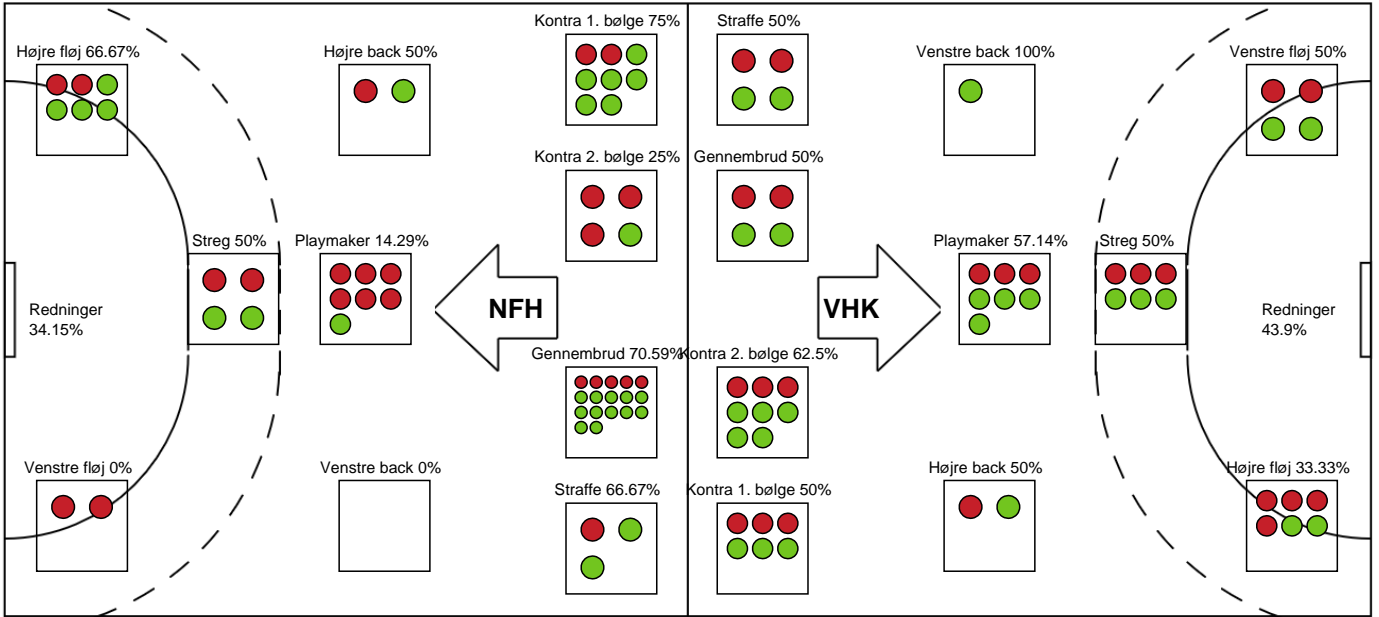 Kontra 1. bølge 75%
Straffe 50%
Højre fløj 66.67%
Højre back 50%
Venstre back 100%
Venstre fløj 50%
Kontra 2. bølge 25%
Gennembrud 50%
Streg 50%
Playmaker 14.29%
Playmaker 57.14%
Streg 50%
Redninger
34.15%
NFH
VHK
Redninger
43.9%
Gennembrud 70.59%
Kontra 2. bølge 62.5%
Venstre fløj 0%
Venstre back 0%
Højre back 50%
Højre fløj 33.33%
Straffe 66.67%
Kontra 1. bølge 50%